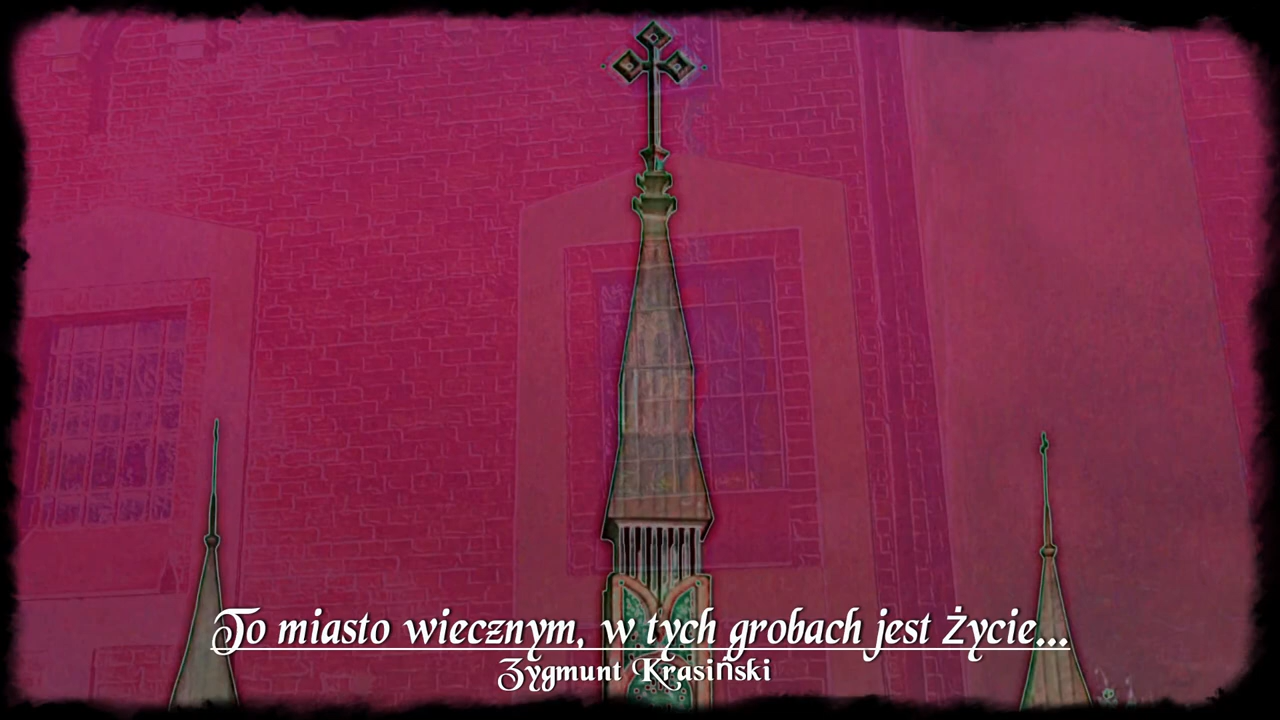 To miasto wiecznym, w tych grobach jest Życie...
Zygmunt Krasiński